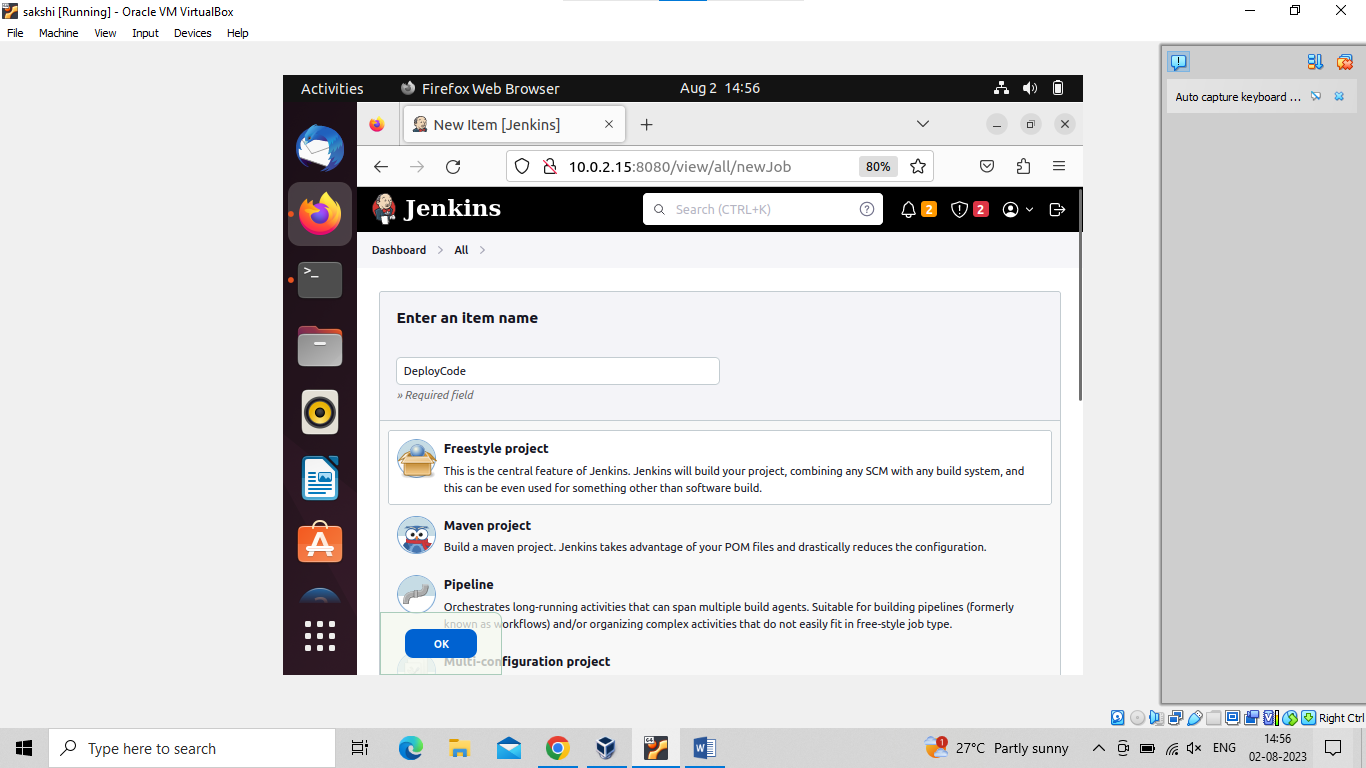 sakshi [Running] - Oracle VM VirtualBox
File Machine View Input Devices Help
Auto capture keyboard ...
Activities Firefox Web Browser Aug 2 14:56
New Item [Jenkins]
10.0.2.15:8080/view/all/newJob 80%
Jenkins Search (CTRL+K) 2 2
Dashboard All
Enter an item name
DeployCode
» Required field
Freestyle project
This is the central feature of Jenkins. Jenkins will build your project, combining any SCM with any build system, and
this can be even used for something other than software build.
Maven project
Build a maven project. Jenkins takes advantage of your POM files and drastically reduces the configuration.
Pipeline
Orchestrates long-running activities that can span multiple build agents. Suitable for building pipelines (formerly
known as workflows) and/or organizing complex activities that do not easily fit in free-style job type.
OK
Multi-configuration project
Right Ctrl
Type here to search
1
64
27°C Partly sunny
ENG
14:56
02-08-2023